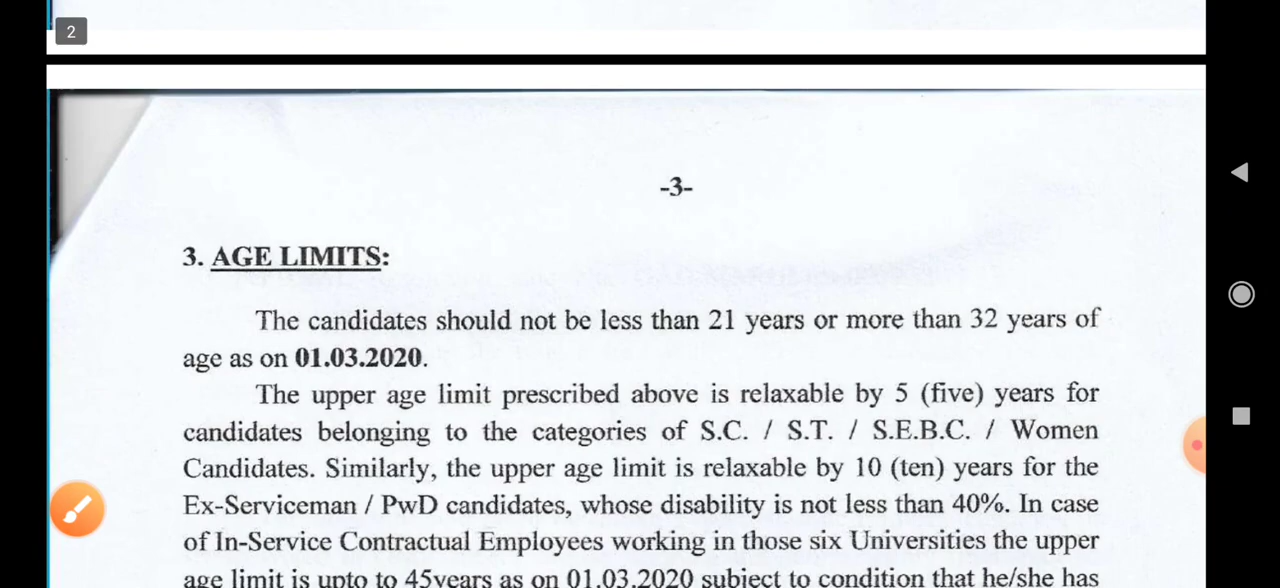 2
-3-
3. AGE LIMITS:
The candidates should not be less than 21 years or more than 32 years of
age as on 01.03.2020.
The upper age limit prescribed above is relaxable by 5 (five) years for
candidates belonging to the categories of S.C. / S.T. / S.E.B.C. / Women
Candidates. Similarly, the upper age limit is relaxable by 10 (ten) years for the
Ex-Serviceman / PwD candidates, whose disability is not less than 40%. In case
of In-Service Contractual Employees working in those six Universities the upper
age limit is upto to 45years as on 01.03.2020 subject to condition that he/she has